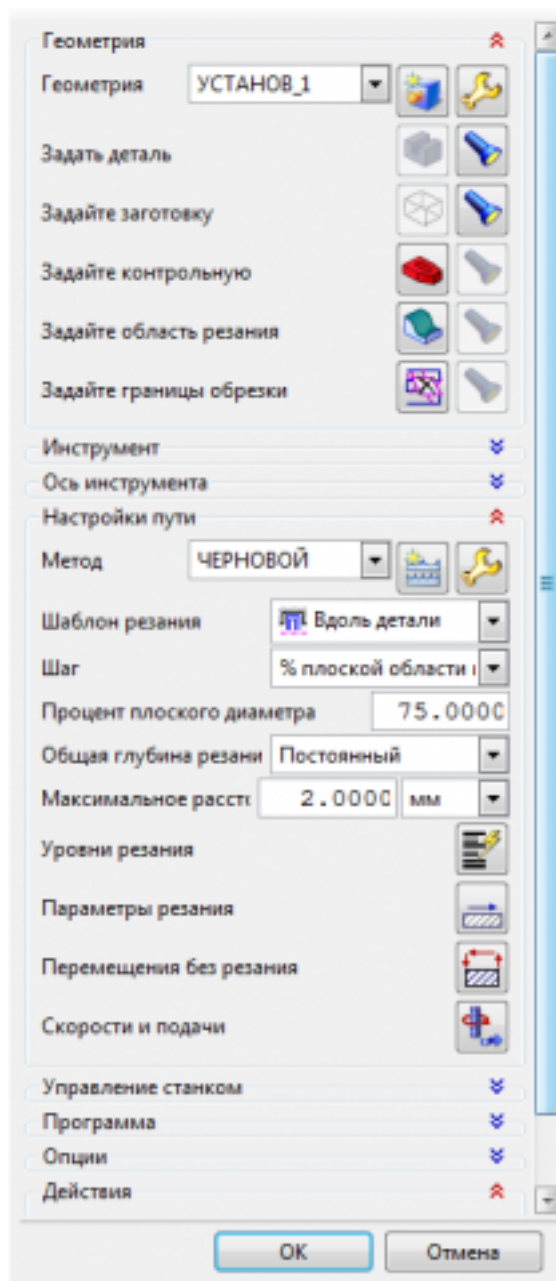 Геометрия
Геометрия УСТАНОВ_1
Задать деталь
Задайте заготовку
Задайте контрольную
Задайте область резания
Задайте границы обрезки
Инструмент
Ось инструмента
Настройки пути
Метод ЧЕРНОВОЙ
Шаблон резания Вдоль детали
Шаг % плоской области
Процент плоского диаметра 75.0000
Общая глубина резани Постоянный
Максимальное расстс 2.0000 мм
Уровни резания
Параметры резания
Перемещения без резания
Скорости и подачи
Управление станком
Программа
Опции
Действия
ОК Отмена